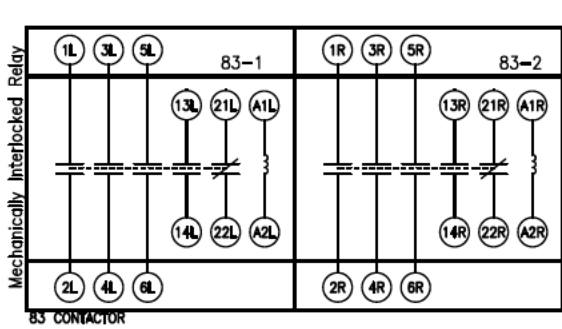 Mechanically Interlocked Relay
1L 3L 5L
83-1
1R 3R 5R
83-2
13L 21L A1L
13R 21R A1R
14L 22L A2L
14R 22R A2R
2L 4L 6L
2R 4R 6R
83 CONTACTOR